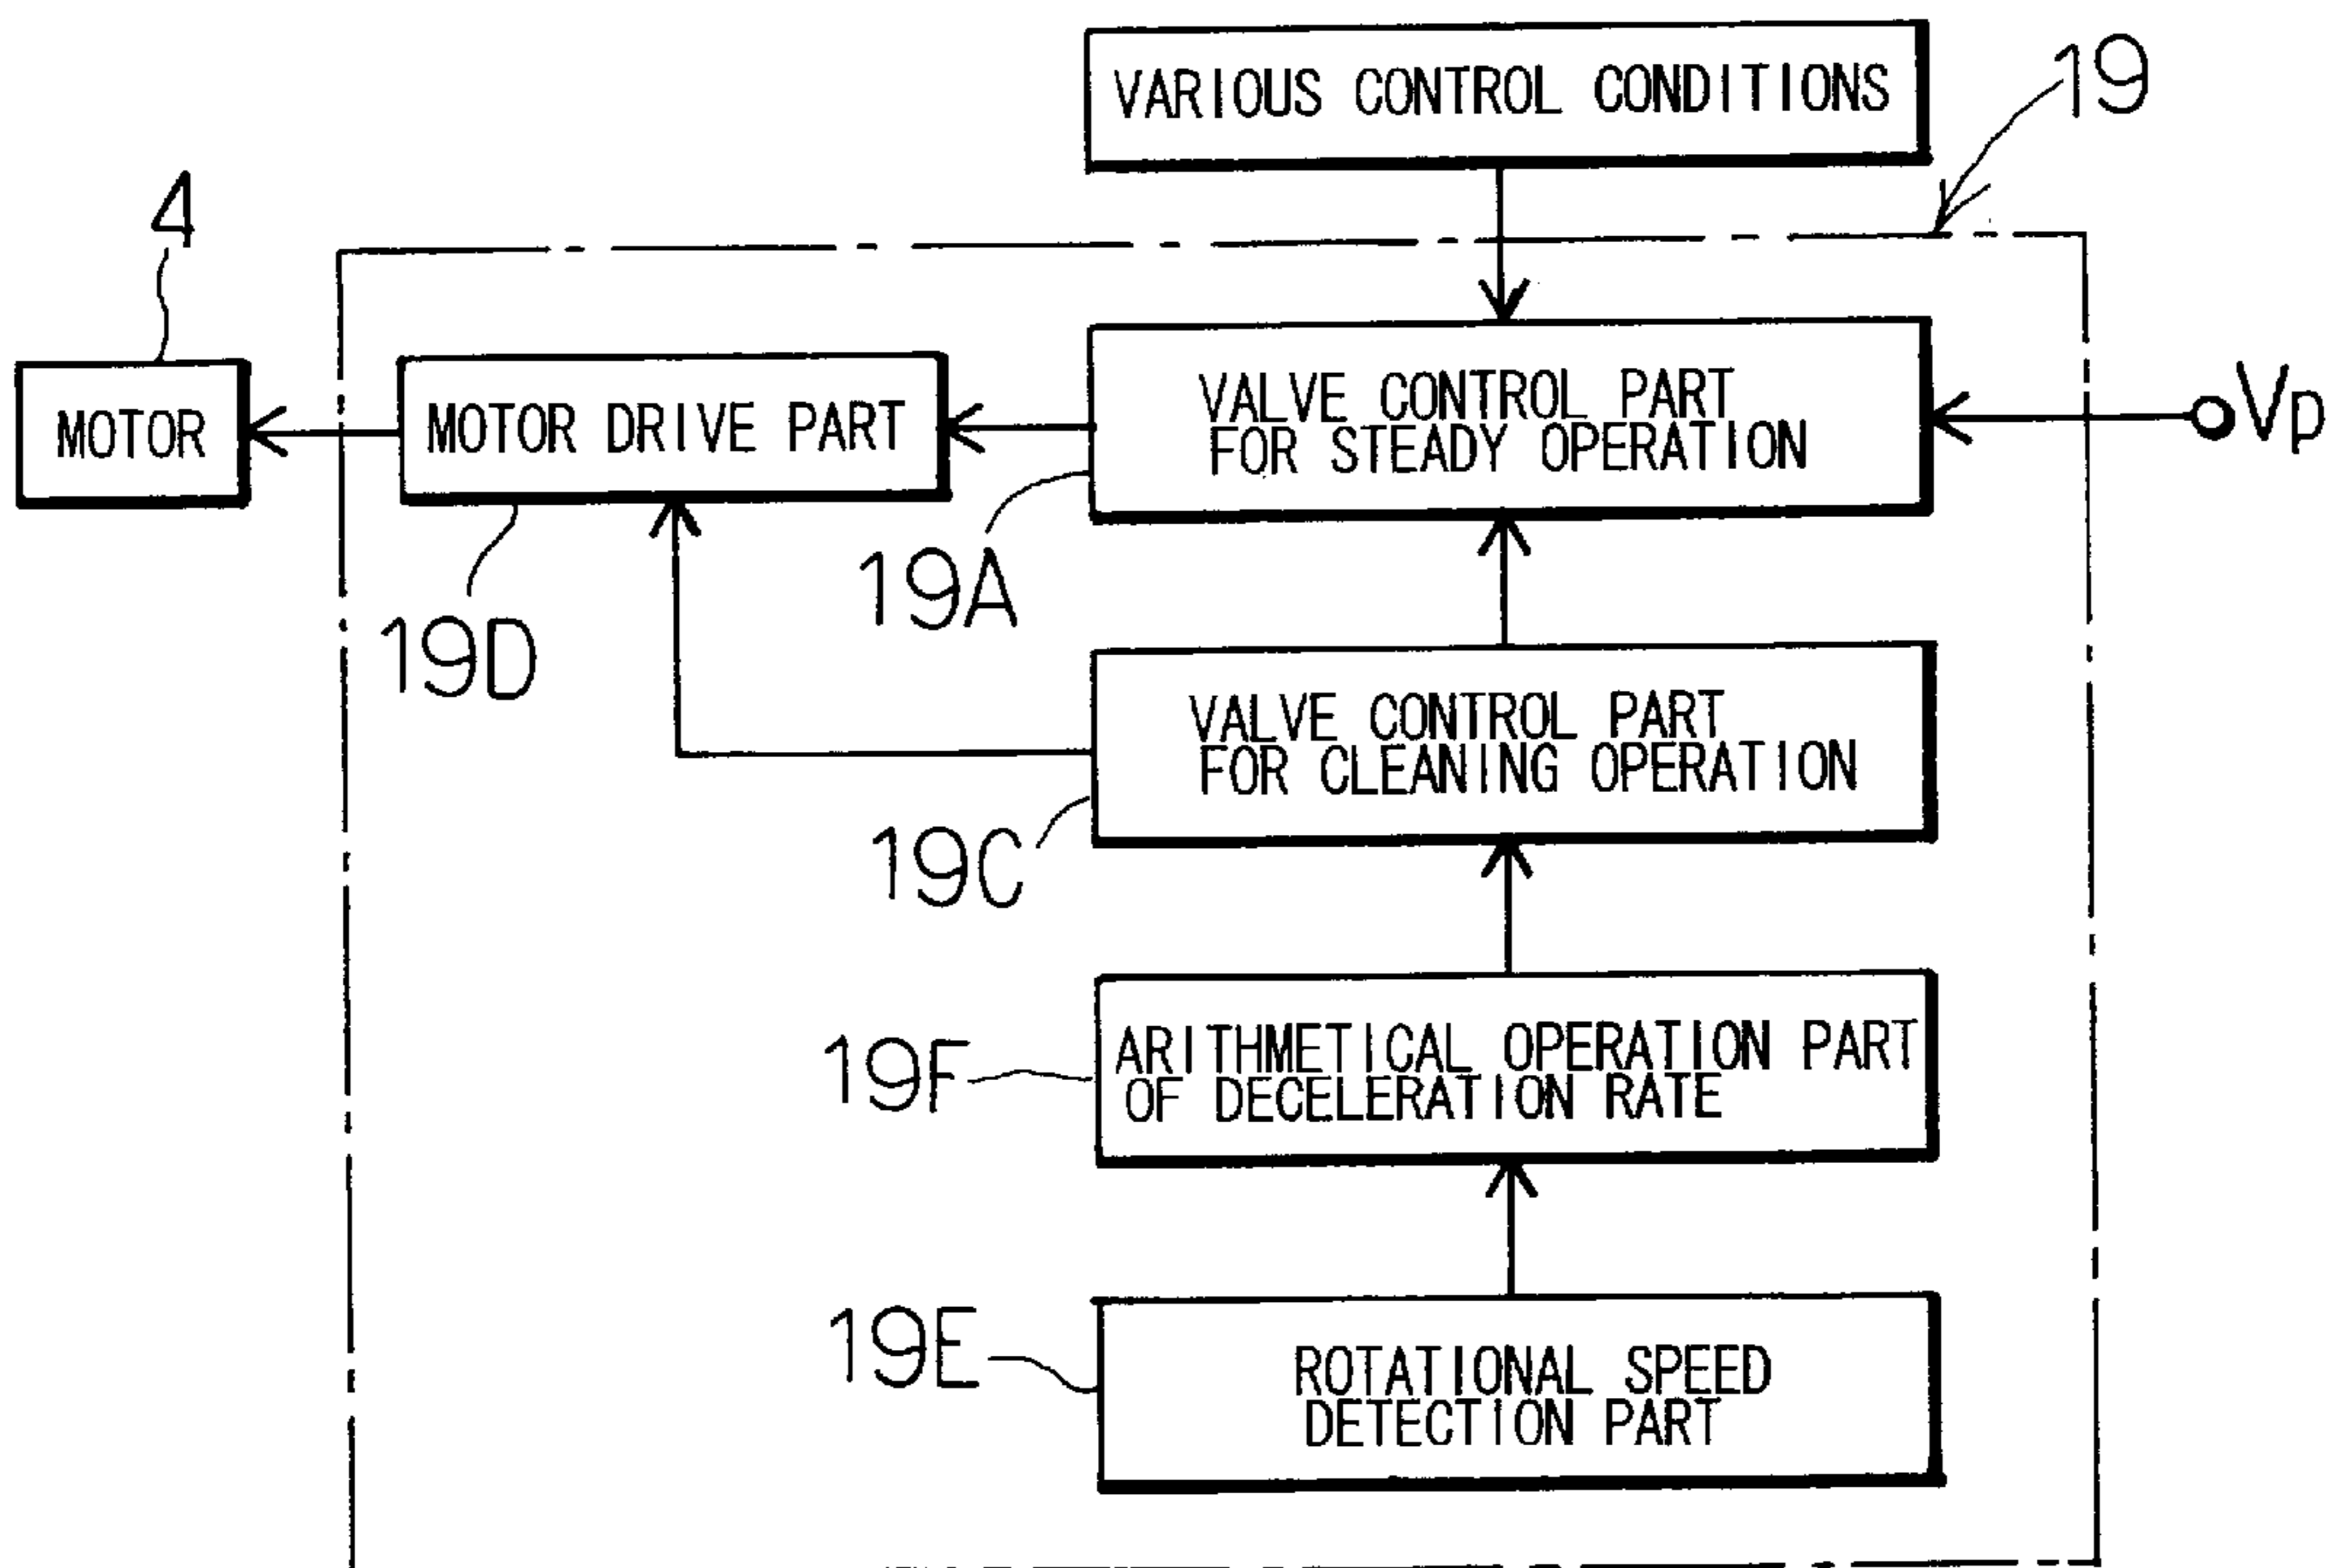 VARIOUS CONTROL CONDITIONS
19
4
MOTOR
MOTOR DRIVE PART
VALVE CONTROL PART
FOR STEADY OPERATION
Vp
19A
19D
VALVE CONTROL PART
FOR CLEANING OPERATION
19C
ARITHMETICAL OPERATION PART
OF DECELERATION RATE
19F
19E
ROTATIONAL SPEED
DETECTION PART